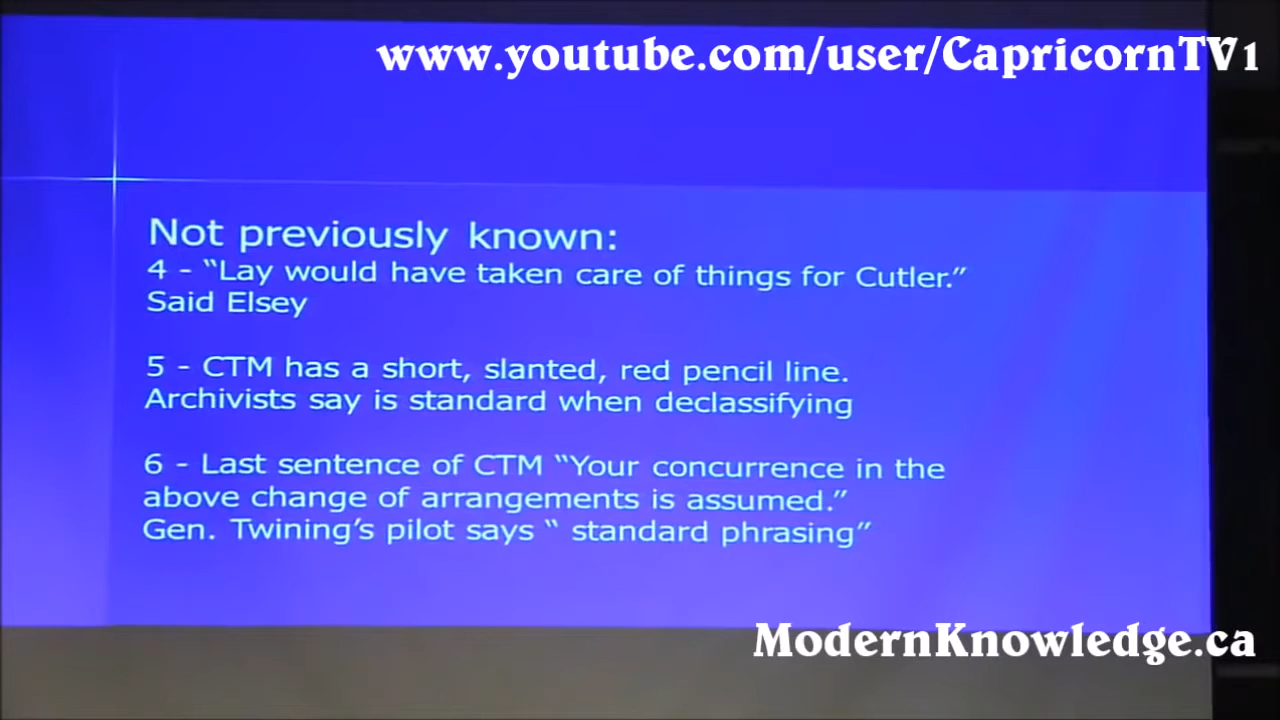 www.youtube.com/user/CapricornTV1
Not previously known:
4 - “Lay would have taken care of things for Cutler.”
Said Elsey
5 - CTM has a short, slanted, red pencil line.
Archivists say is standard when declassifying
6 - Last sentence of CTM “Your concurrence in the
above change of arrangements is assumed.”
Gen. Twining’s pilot says “ standard phrasing”
ModernKnowledge.ca